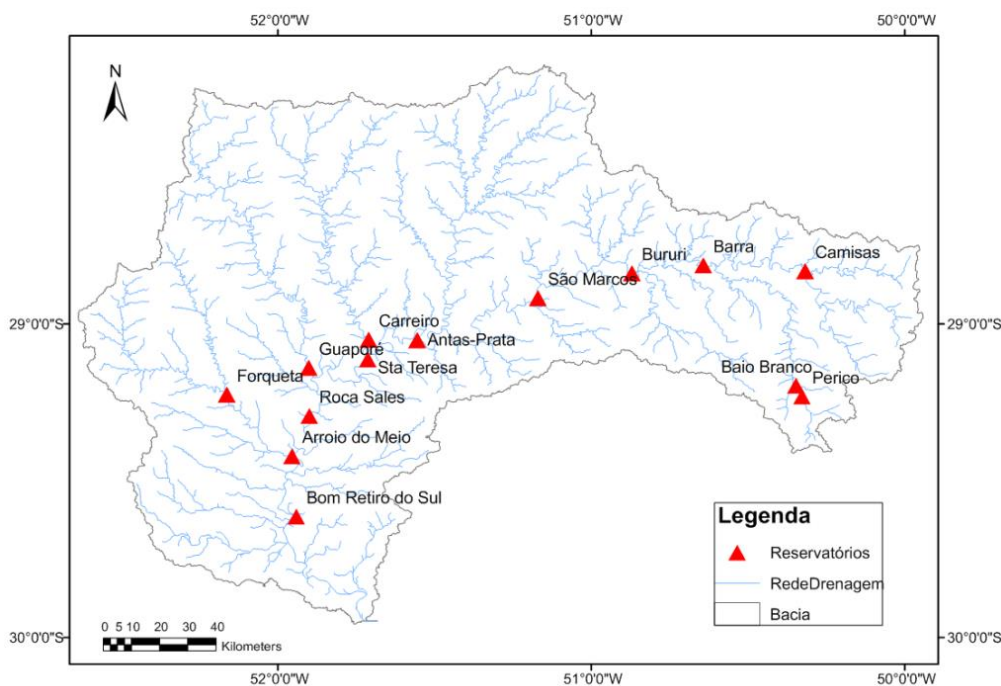 52°0'0"W
51°0'0"W
50°0'0"W
N
Bururi
Barra
Camisas
São Marcos
29°0'0"S
29°0'0"S
Carreiro
Antas-Prata
Guaporé
Sta Teresa
Baio Branco
Perico
Forqueta
Roca Sales
Arroio do Meio
Bom Retiro do Sul
Legenda
Reservatórios
RedeDrenagem
Bacia
0 5 10 20 30 40
Kilometers
30°0'0"S
30°0'0"S
52°0'0"W
51°0'0"W
50°0'0"W